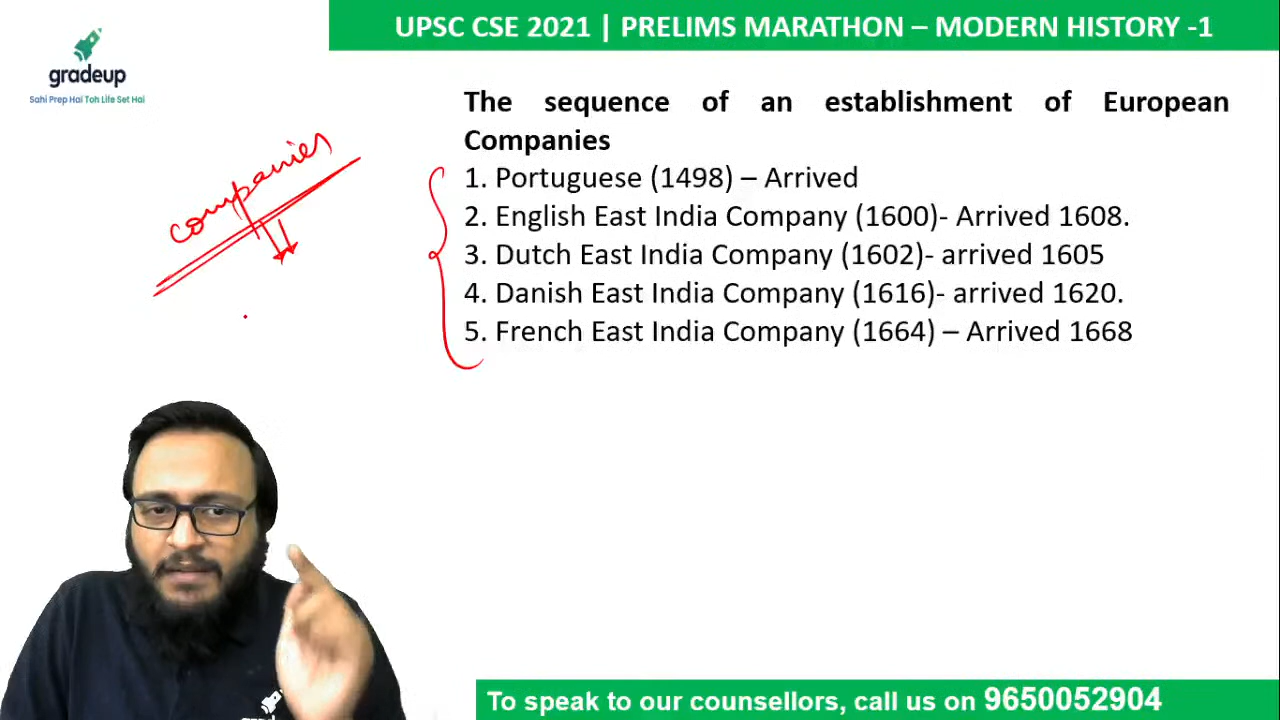 UPSC CSE 2021 | PRELIMS MARATHON – MODERN HISTORY -1
gradeup
Sahi Prep Hai Toh Life Set Hai
The sequence of an establishment of European
Companies
1. Portuguese (1498) – Arrived
2. English East India Company (1600)- Arrived 1608.
3. Dutch East India Company (1602)- arrived 1605
4. Danish East India Company (1616)- arrived 1620.
5. French East India Company (1664) – Arrived 1668
companies
To speak to our counsellors, call us on 9650052904